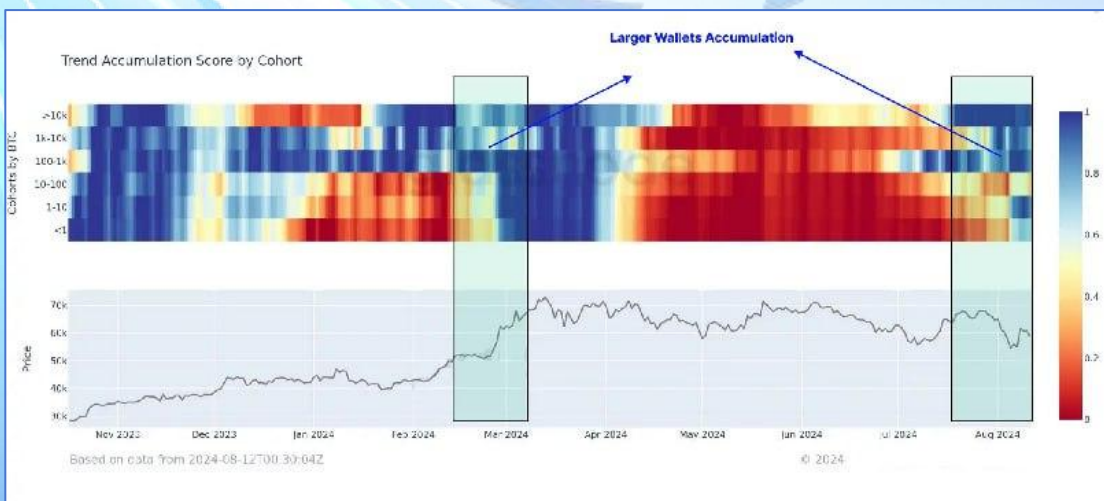 Larger Wallets Accumulation
Trend Accumulation Score by Cohort
Cohorts by BTC
>10k
1k-10k
100-1k
10-100
1-10
<1
1
0.8
0.6
0.4
0.2
0
Price
70k
60k
50k
40k
30k
Nov 2023
Dec 2023
Jan 2024
Feb 2024
Mar 2024
Apr 2024
May 2024
Jun 2024
Jul 2024
Aug 2024
Based on data from 2024-08-12T00:30:04Z
© 2024